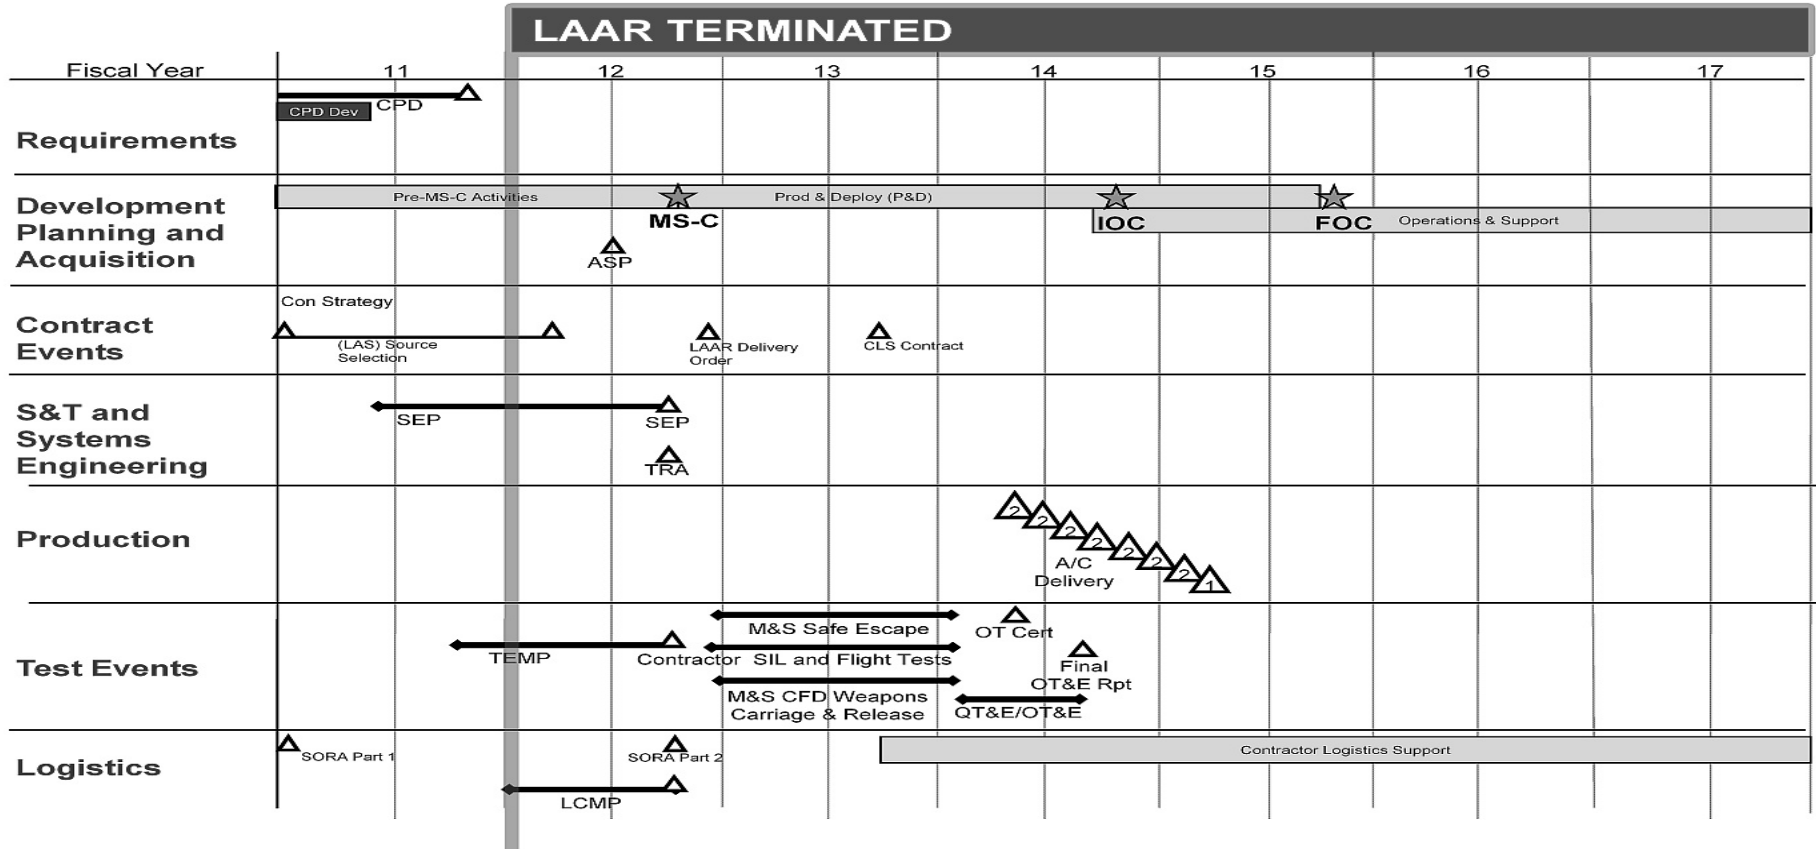 LAAR TERMINATED
Fiscal Year 11 12 13 14 15 16 17
CPD
CPD Dev
Requirements
Pre-MS-C Activities Prod & Deploy (P&D)
MS-C IOC FOC Operations & Support
Development
Planning and
Acquisition
ASP
Con Strategy
Contract
Events
(LAS) Source
Selection
LAAR Delivery
Order
CLS Contract
S&T and
Systems
Engineering
SEP SEP
TRA
Production
2 2 2 2 2 2 2 1
A/C
Delivery
Test Events
M&S Safe Escape
OT Cert
TEMP
Contractor SIL and Flight Tests
Final
OT&E Rpt
M&S CFD Weapons
Carriage & Release
QT&E/OT&E
Logistics
SORA Part 1 SORA Part 2
Contractor Logistics Support
LCMP